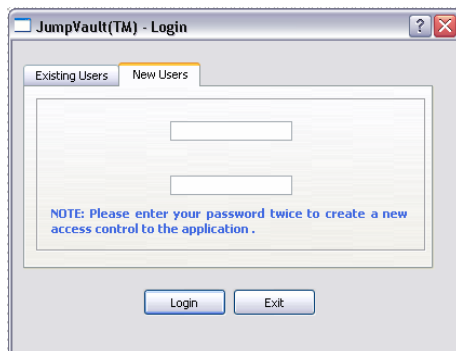 JumpVault(TM) - Login
?
Existing Users
New Users
NOTE: Please enter your password twice to create a new
access control to the application .
Login
Exit